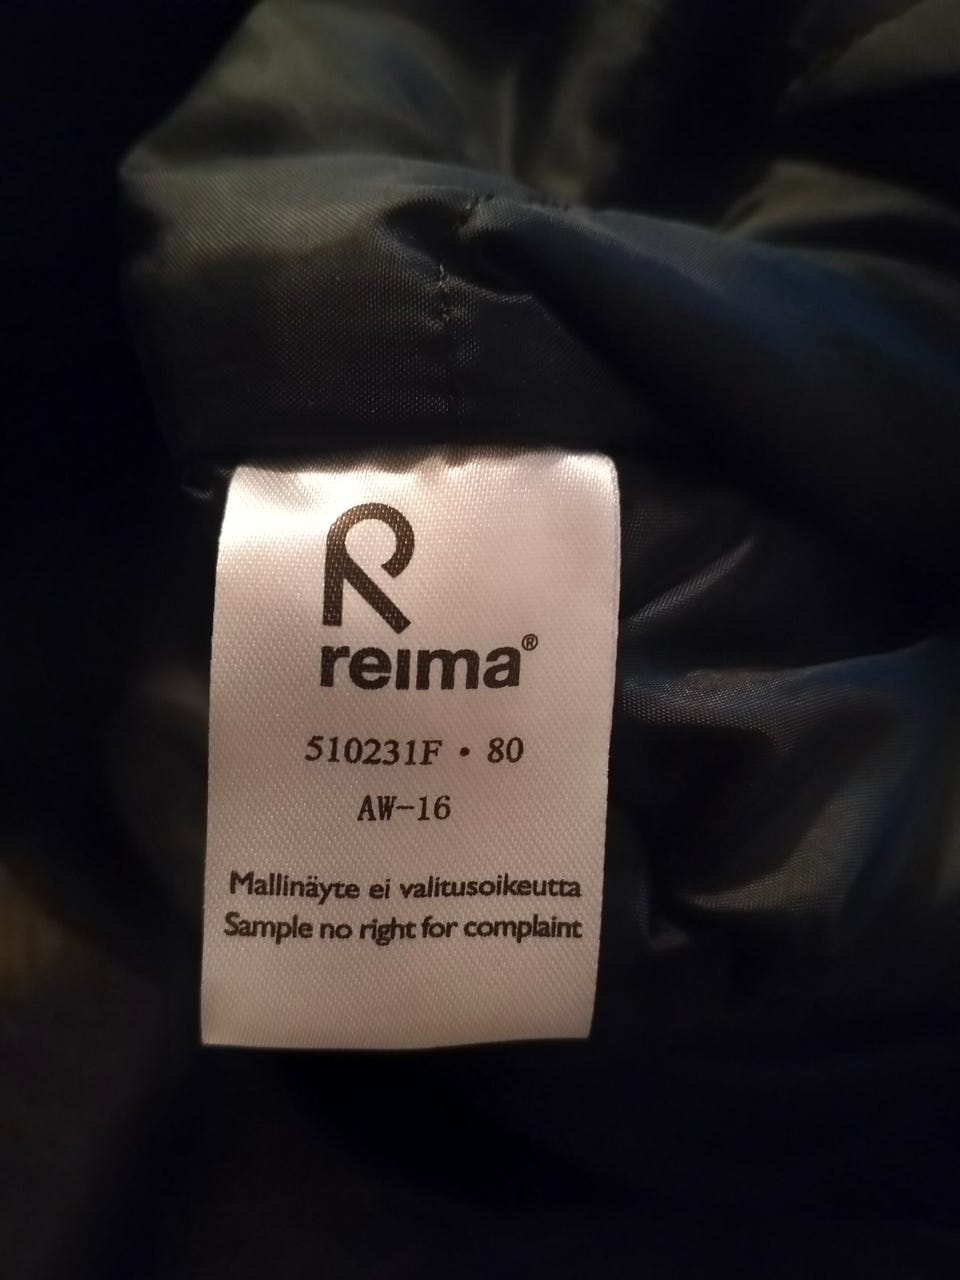 reima®
510231F · 80
AW-16
Mallinäyte ei valitusoikeutta
Sample no right for complaint